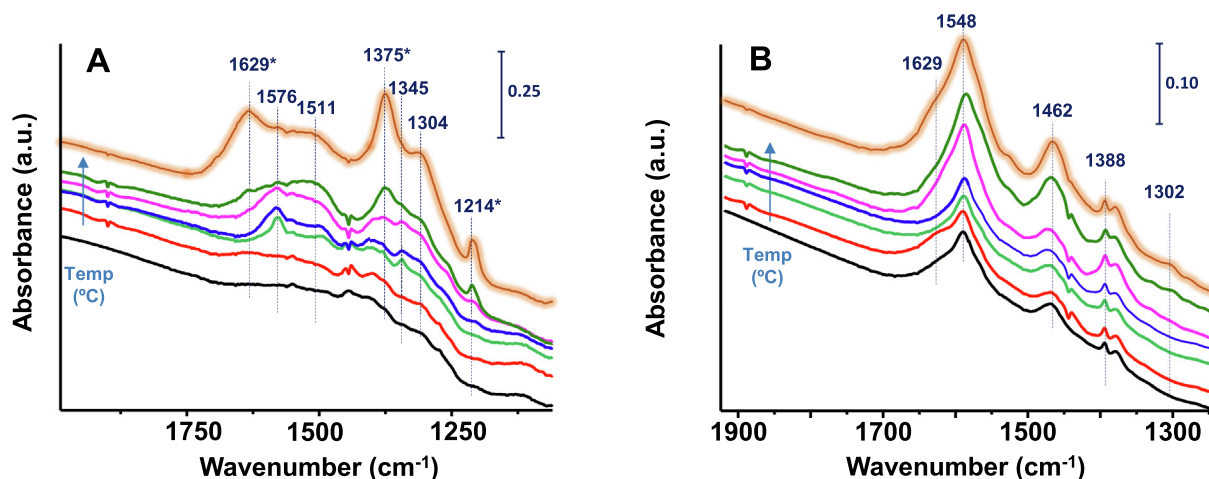 A
1629*
1576
1511
1375*
1345
1304
1214*
0.25
Absorbance (a.u.)
Temp
(ºC)
1750
1500
1250
Wavenumber (cm-1)
B
1629
1548
1462
1388
1302
0.10
Absorbance (a.u.)
Temp
(ºC)
1900
1700
1500
1300
Wavenumber (cm-1)